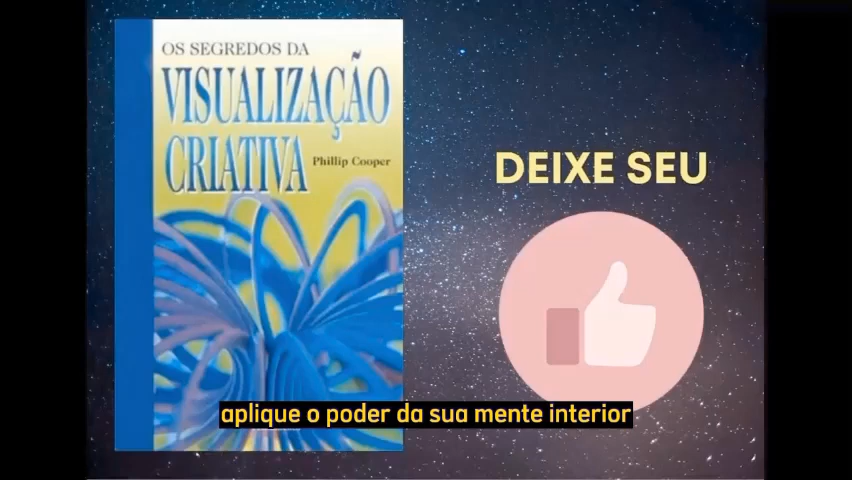 OS SEGREDOS DA
VISUALIZAÇÃO
CRIATIVA
Phillip Cooper
DEIXE SEU
aplique o poder da sua mente interior